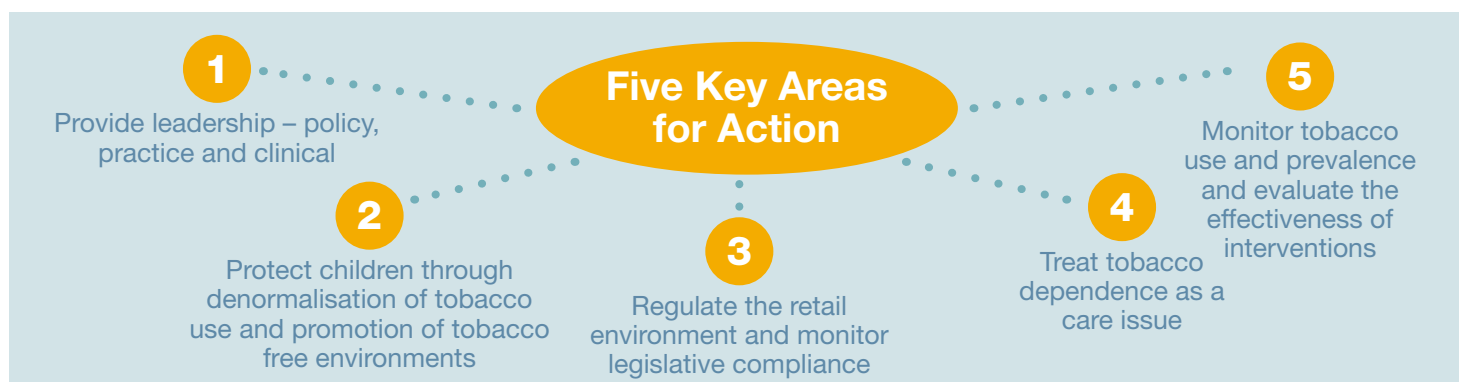 Five Key Areas
for Action
1
Provide leadership – policy,
practice and clinical
2
Protect children through
denormalisation of tobacco
use and promotion of tobacco
free environments
3
Regulate the retail
environment and monitor
legislative compliance
4
Treat tobacco
dependence as a
care issue
5
Monitor tobacco
use and prevalence
and evaluate the
effectiveness of
interventions